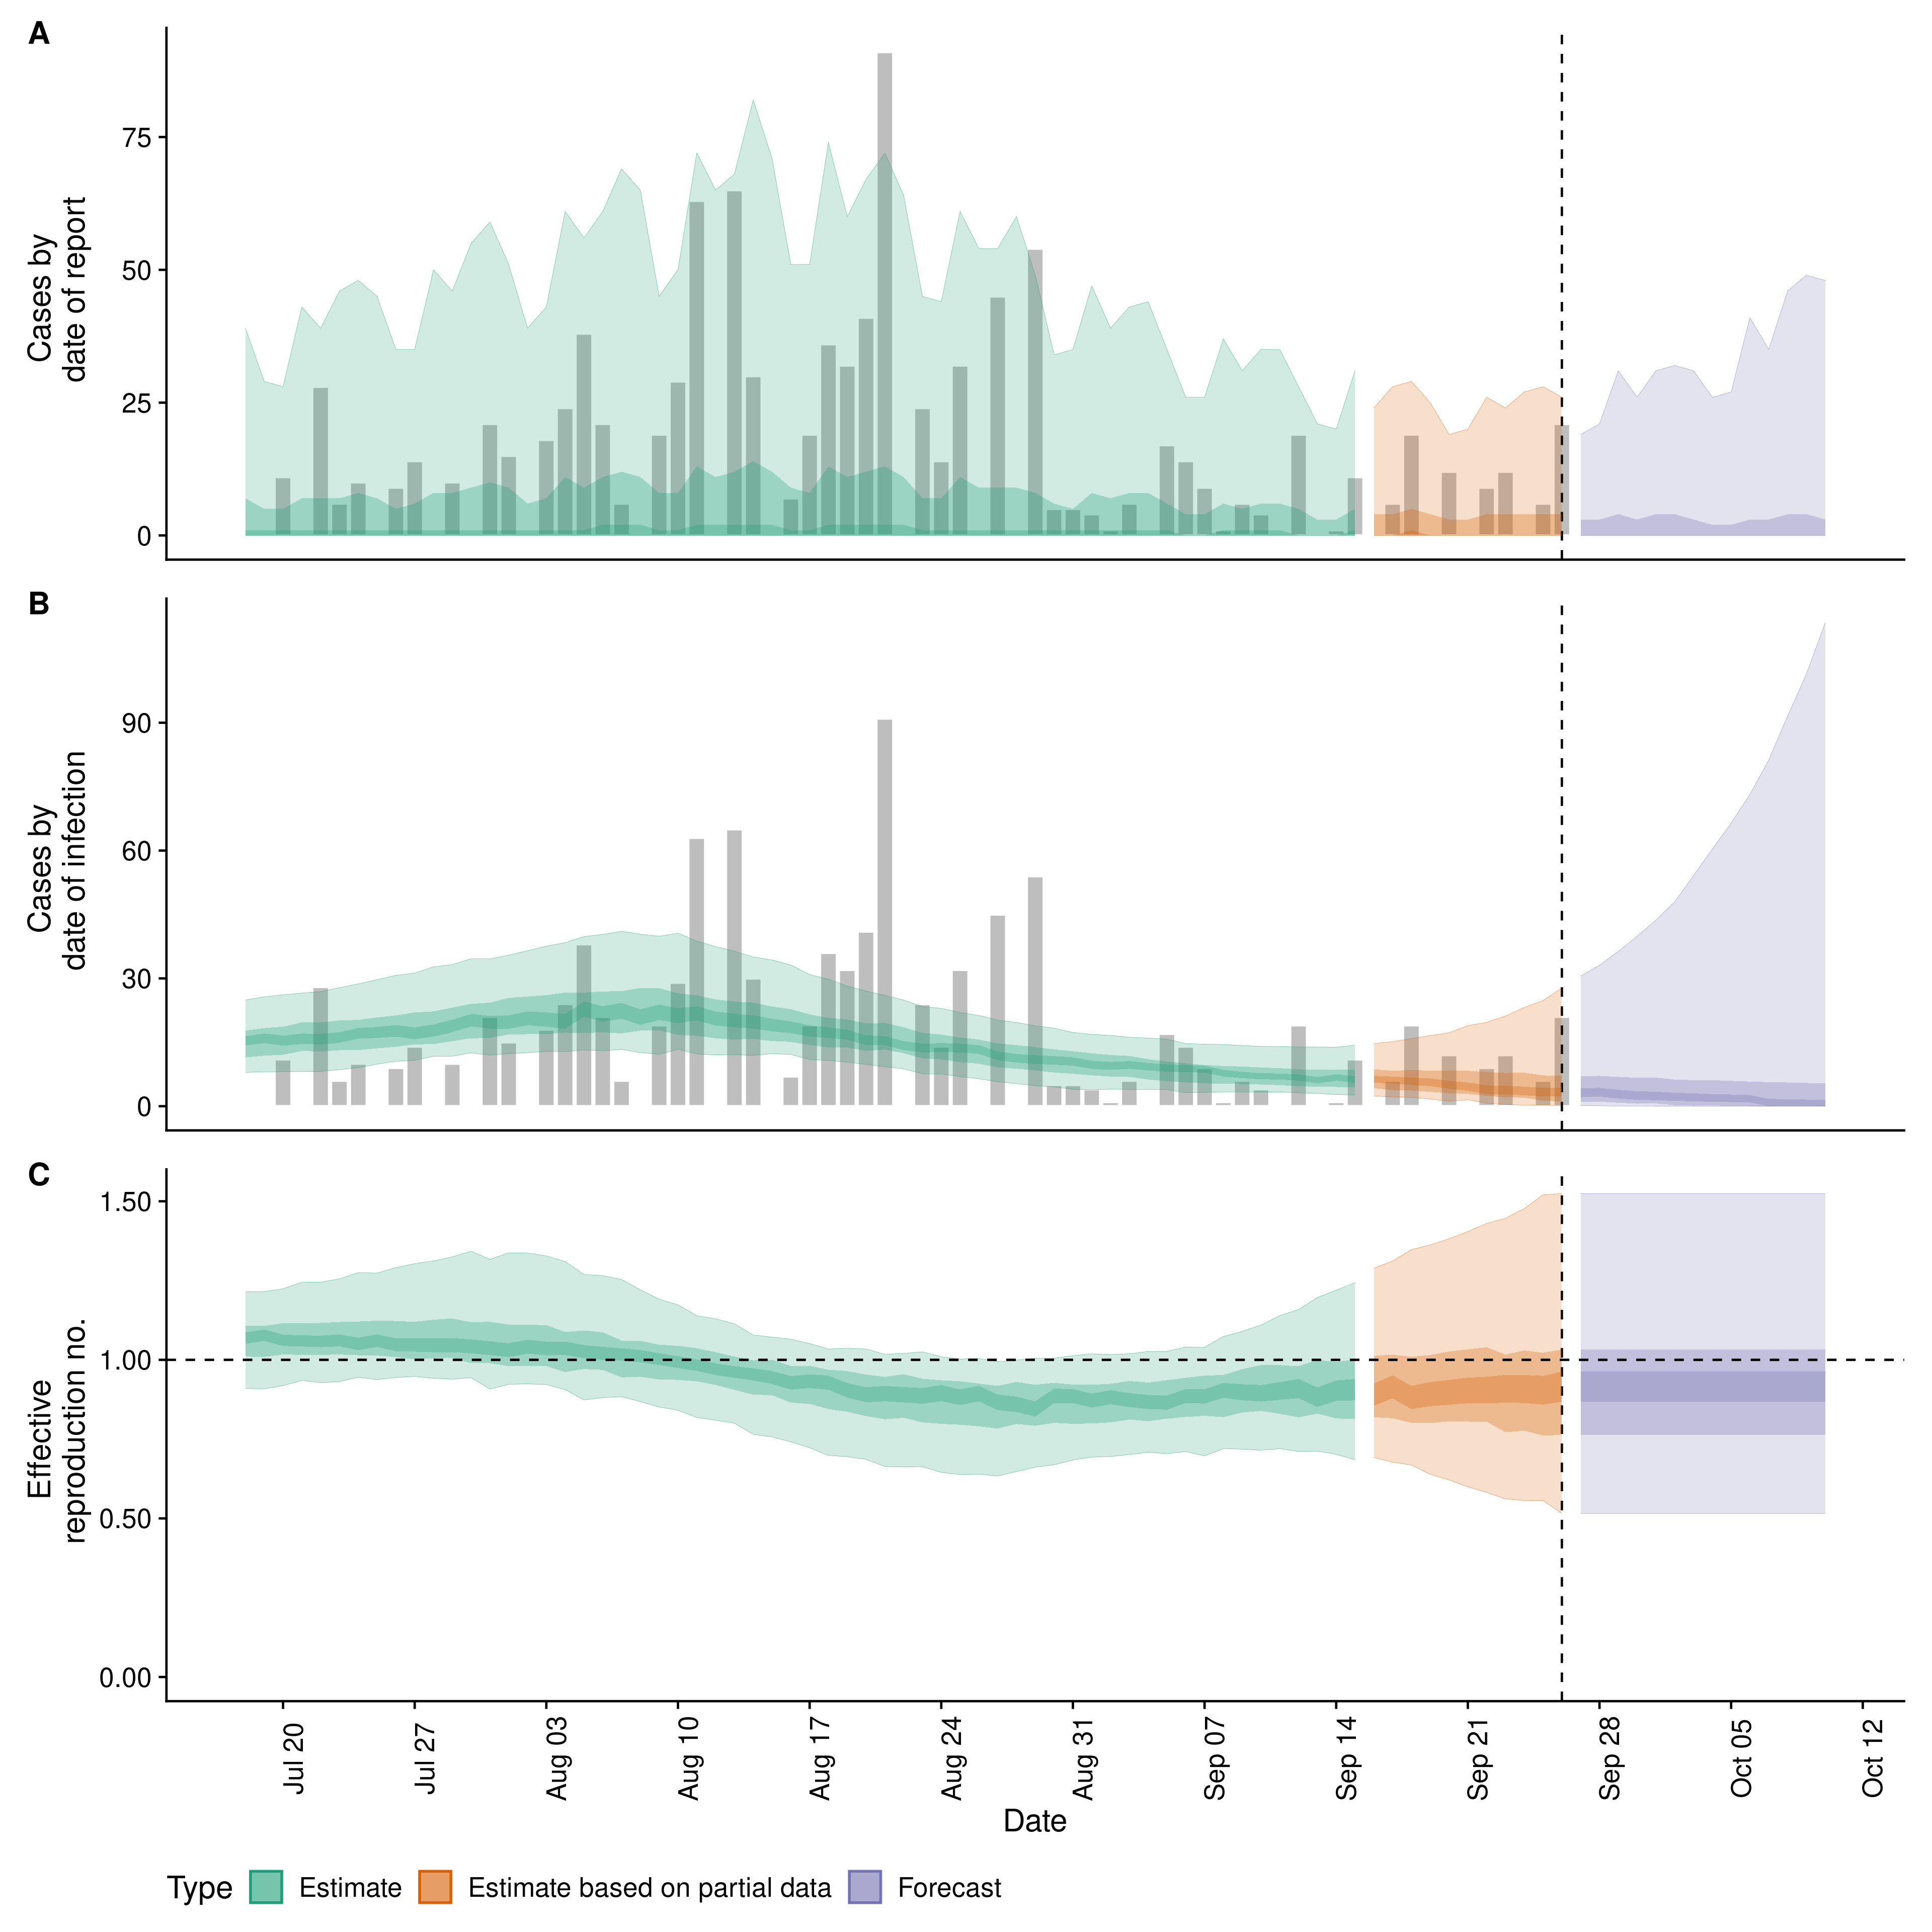 A
Cases by
date of report
75
50
25
0
B
Cases by
date of infection
90
60
30
0
C
Effective
reproduction no.
1.50
1.00
0.50
0.00
Jul 20
Jul 27
Aug 03
Aug 10
Aug 17
Aug 24
Aug 31
Sep 07
Sep 14
Sep 21
Sep 28
Oct 05
Oct 12
Date
Type Estimate Estimate based on partial data Forecast